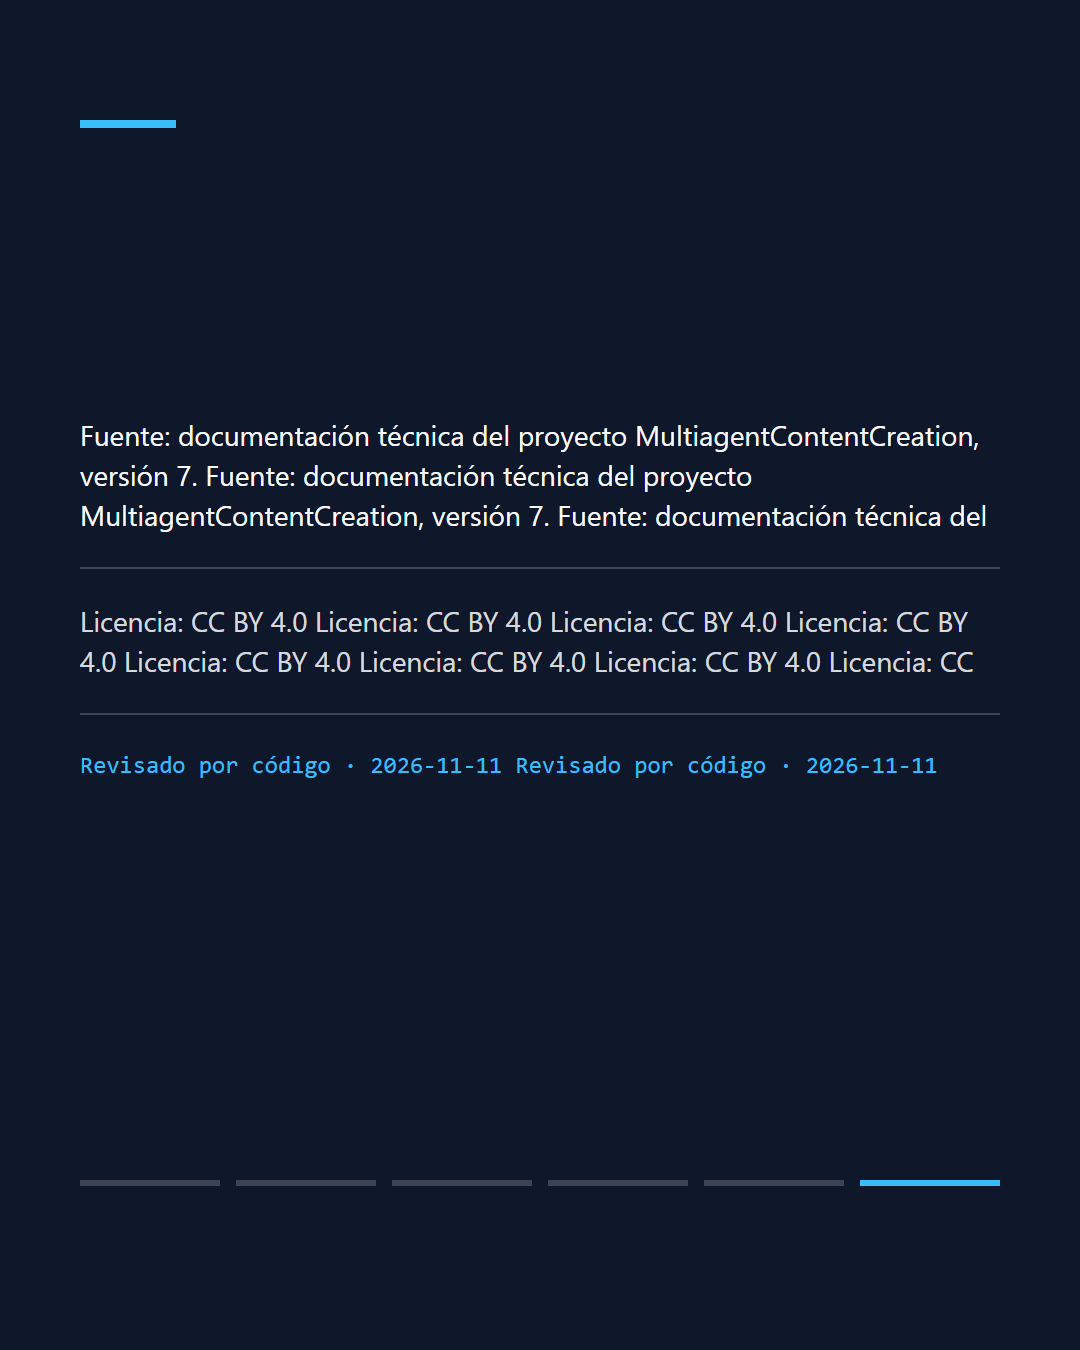 Fuente: documentación técnica del proyecto MultiagentContentCreation,
versión 7. Fuente: documentación técnica del proyecto
MultiagentContentCreation, versión 7. Fuente: documentación técnica del
Licencia: CC BY 4.0 Licencia: CC BY 4.0 Licencia: CC BY 4.0 Licencia: CC BY
4.0 Licencia: CC BY 4.0 Licencia: CC BY 4.0 Licencia: CC BY 4.0 Licencia: CC
Revisado por código · 2026-11-11 Revisado por código · 2026-11-11